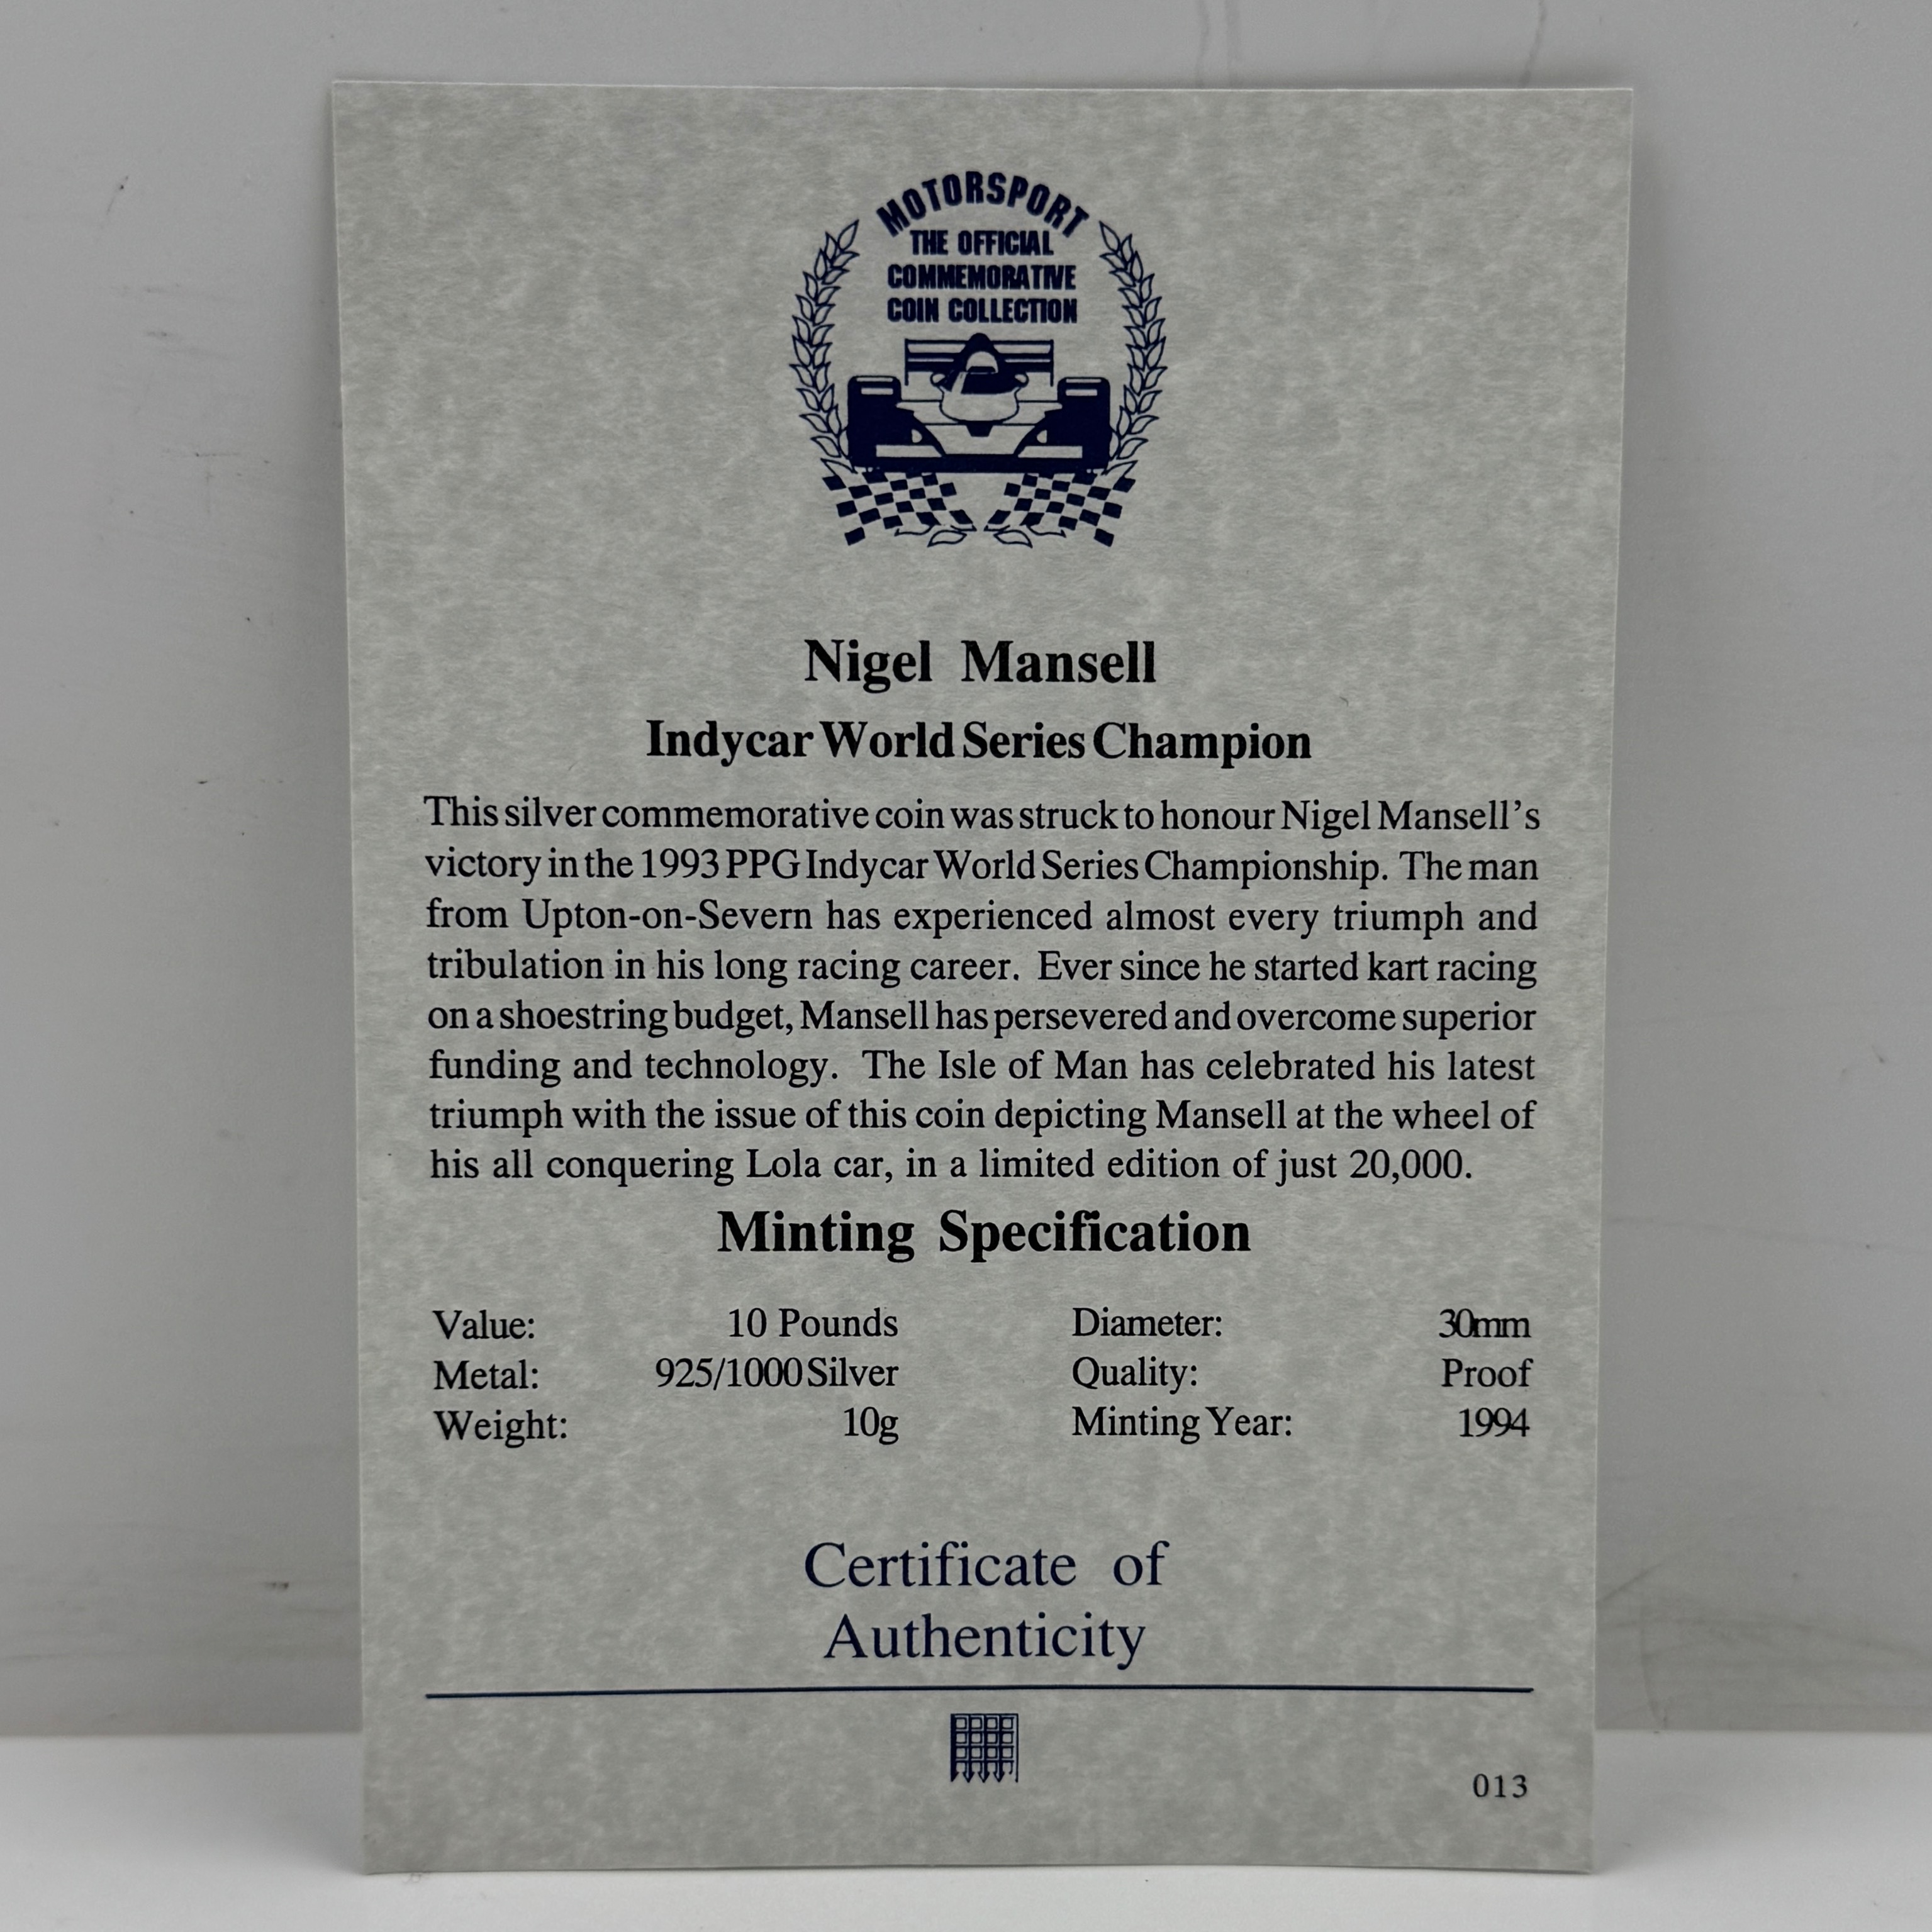 MOTORSPORT
THE OFFICIAL
COMMEMORATIVE
COIN COLLECTION
Nigel Mansell
Indycar World Series Champion
This silver commemorative coin was struck to honour Nigel Mansell's
victory in the 1993 PPG Indycar World Series Championship. The man
from Upton-on-Severn has experienced almost every triumph and
tribulation in his long racing career. Ever since he started kart racing
on a shoestring budget, Mansell has persevered and overcome superior
funding and technology. The Isle of Man has celebrated his latest
triumph with the issue of this coin depicting Mansell at the wheel of
his all conquering Lola car, in a limited edition of just 20,000.
Minting Specification
Value: 10 Pounds Diameter: 30mm
Metal: 925/1000 Silver Quality: Proof
Weight: 10g Minting Year: 1994
Certificate of
Authenticity
013